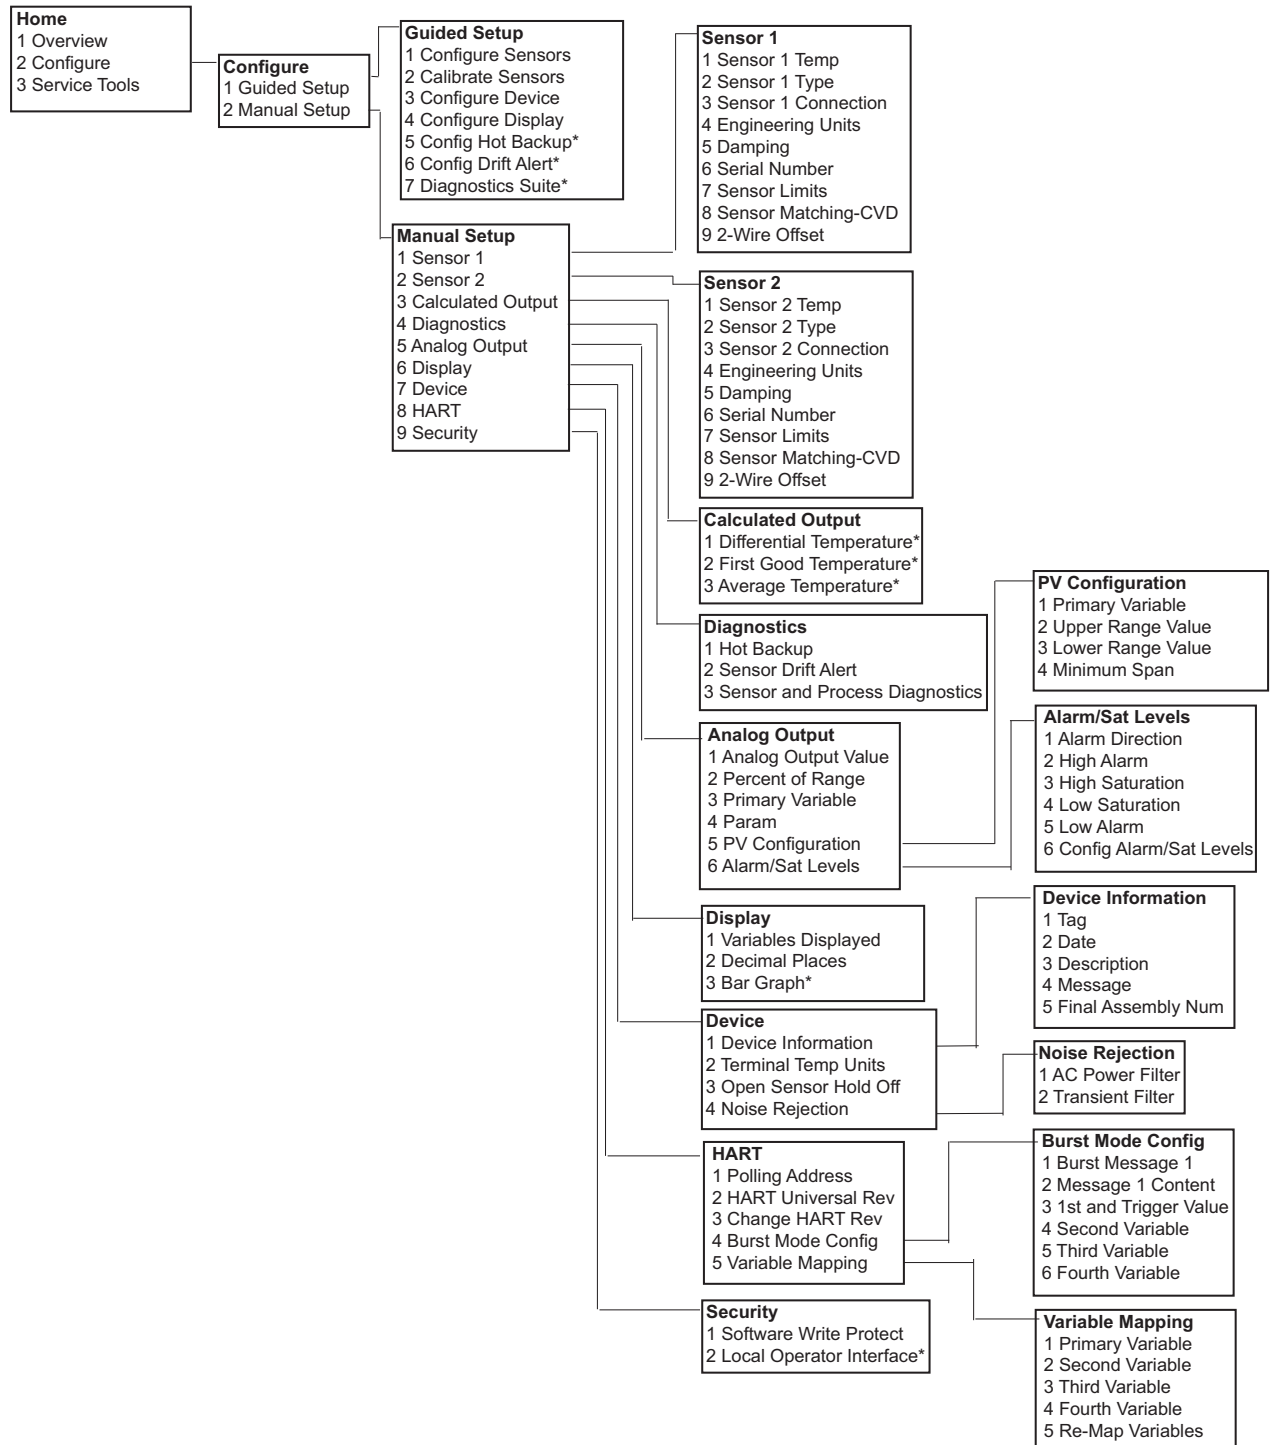 Home
1 Overview
2 Configure
3 Service Tools
Configure
1 Guided Setup
2 Manual Setup
Guided Setup
1 Configure Sensors
2 Calibrate Sensors
3 Configure Device
4 Configure Display
5 Config Hot Backup*
6 Config Drift Alert*
7 Diagnostics Suite*
Manual Setup
1 Sensor 1
2 Sensor 2
3 Calculated Output
4 Diagnostics
5 Analog Output
6 Display
7 Device
8 HART
9 Security
Sensor 1
1 Sensor 1 Temp
2 Sensor 1 Type
3 Sensor 1 Connection
4 Engineering Units
5 Damping
6 Serial Number
7 Sensor Limits
8 Sensor Matching-CVD
9 2-Wire Offset
Sensor 2
1 Sensor 2 Temp
2 Sensor 2 Type
3 Sensor 2 Connection
4 Engineering Units
5 Damping
6 Serial Number
7 Sensor Limits
8 Sensor Matching-CVD
9 2-Wire Offset
Calculated Output
1 Differential Temperature*
2 First Good Temperature*
3 Average Temperature*
Diagnostics
1 Hot Backup
2 Sensor Drift Alert
3 Sensor and Process Diagnostics
Analog Output
1 Analog Output Value
2 Percent of Range
3 Primary Variable
4 Param
5 PV Configuration
6 Alarm/Sat Levels
Display
1 Variables Displayed
2 Decimal Places
3 Bar Graph*
Device
1 Device Information
2 Terminal Temp Units
3 Open Sensor Hold Off
4 Noise Rejection
HART
1 Polling Address
2 HART Universal Rev
3 Change HART Rev
4 Burst Mode Config
5 Variable Mapping
Security
1 Software Write Protect
2 Local Operator Interface*
PV Configuration
1 Primary Variable
2 Upper Range Value
3 Lower Range Value
4 Minimum Span
Alarm/Sat Levels
1 Alarm Direction
2 High Alarm
3 High Saturation
4 Low Saturation
5 Low Alarm
6 Config Alarm/Sat Levels
Device Information
1 Tag
2 Date
3 Description
4 Message
5 Final Assembly Num
Noise Rejection
1 AC Power Filter
2 Transient Filter
Burst Mode Config
1 Burst Message 1
2 Message 1 Content
3 1st and Trigger Value
4 Second Variable
5 Third Variable
6 Fourth Variable
Variable Mapping
1 Primary Variable
2 Second Variable
3 Third Variable
4 Fourth Variable
5 Re-Map Variables